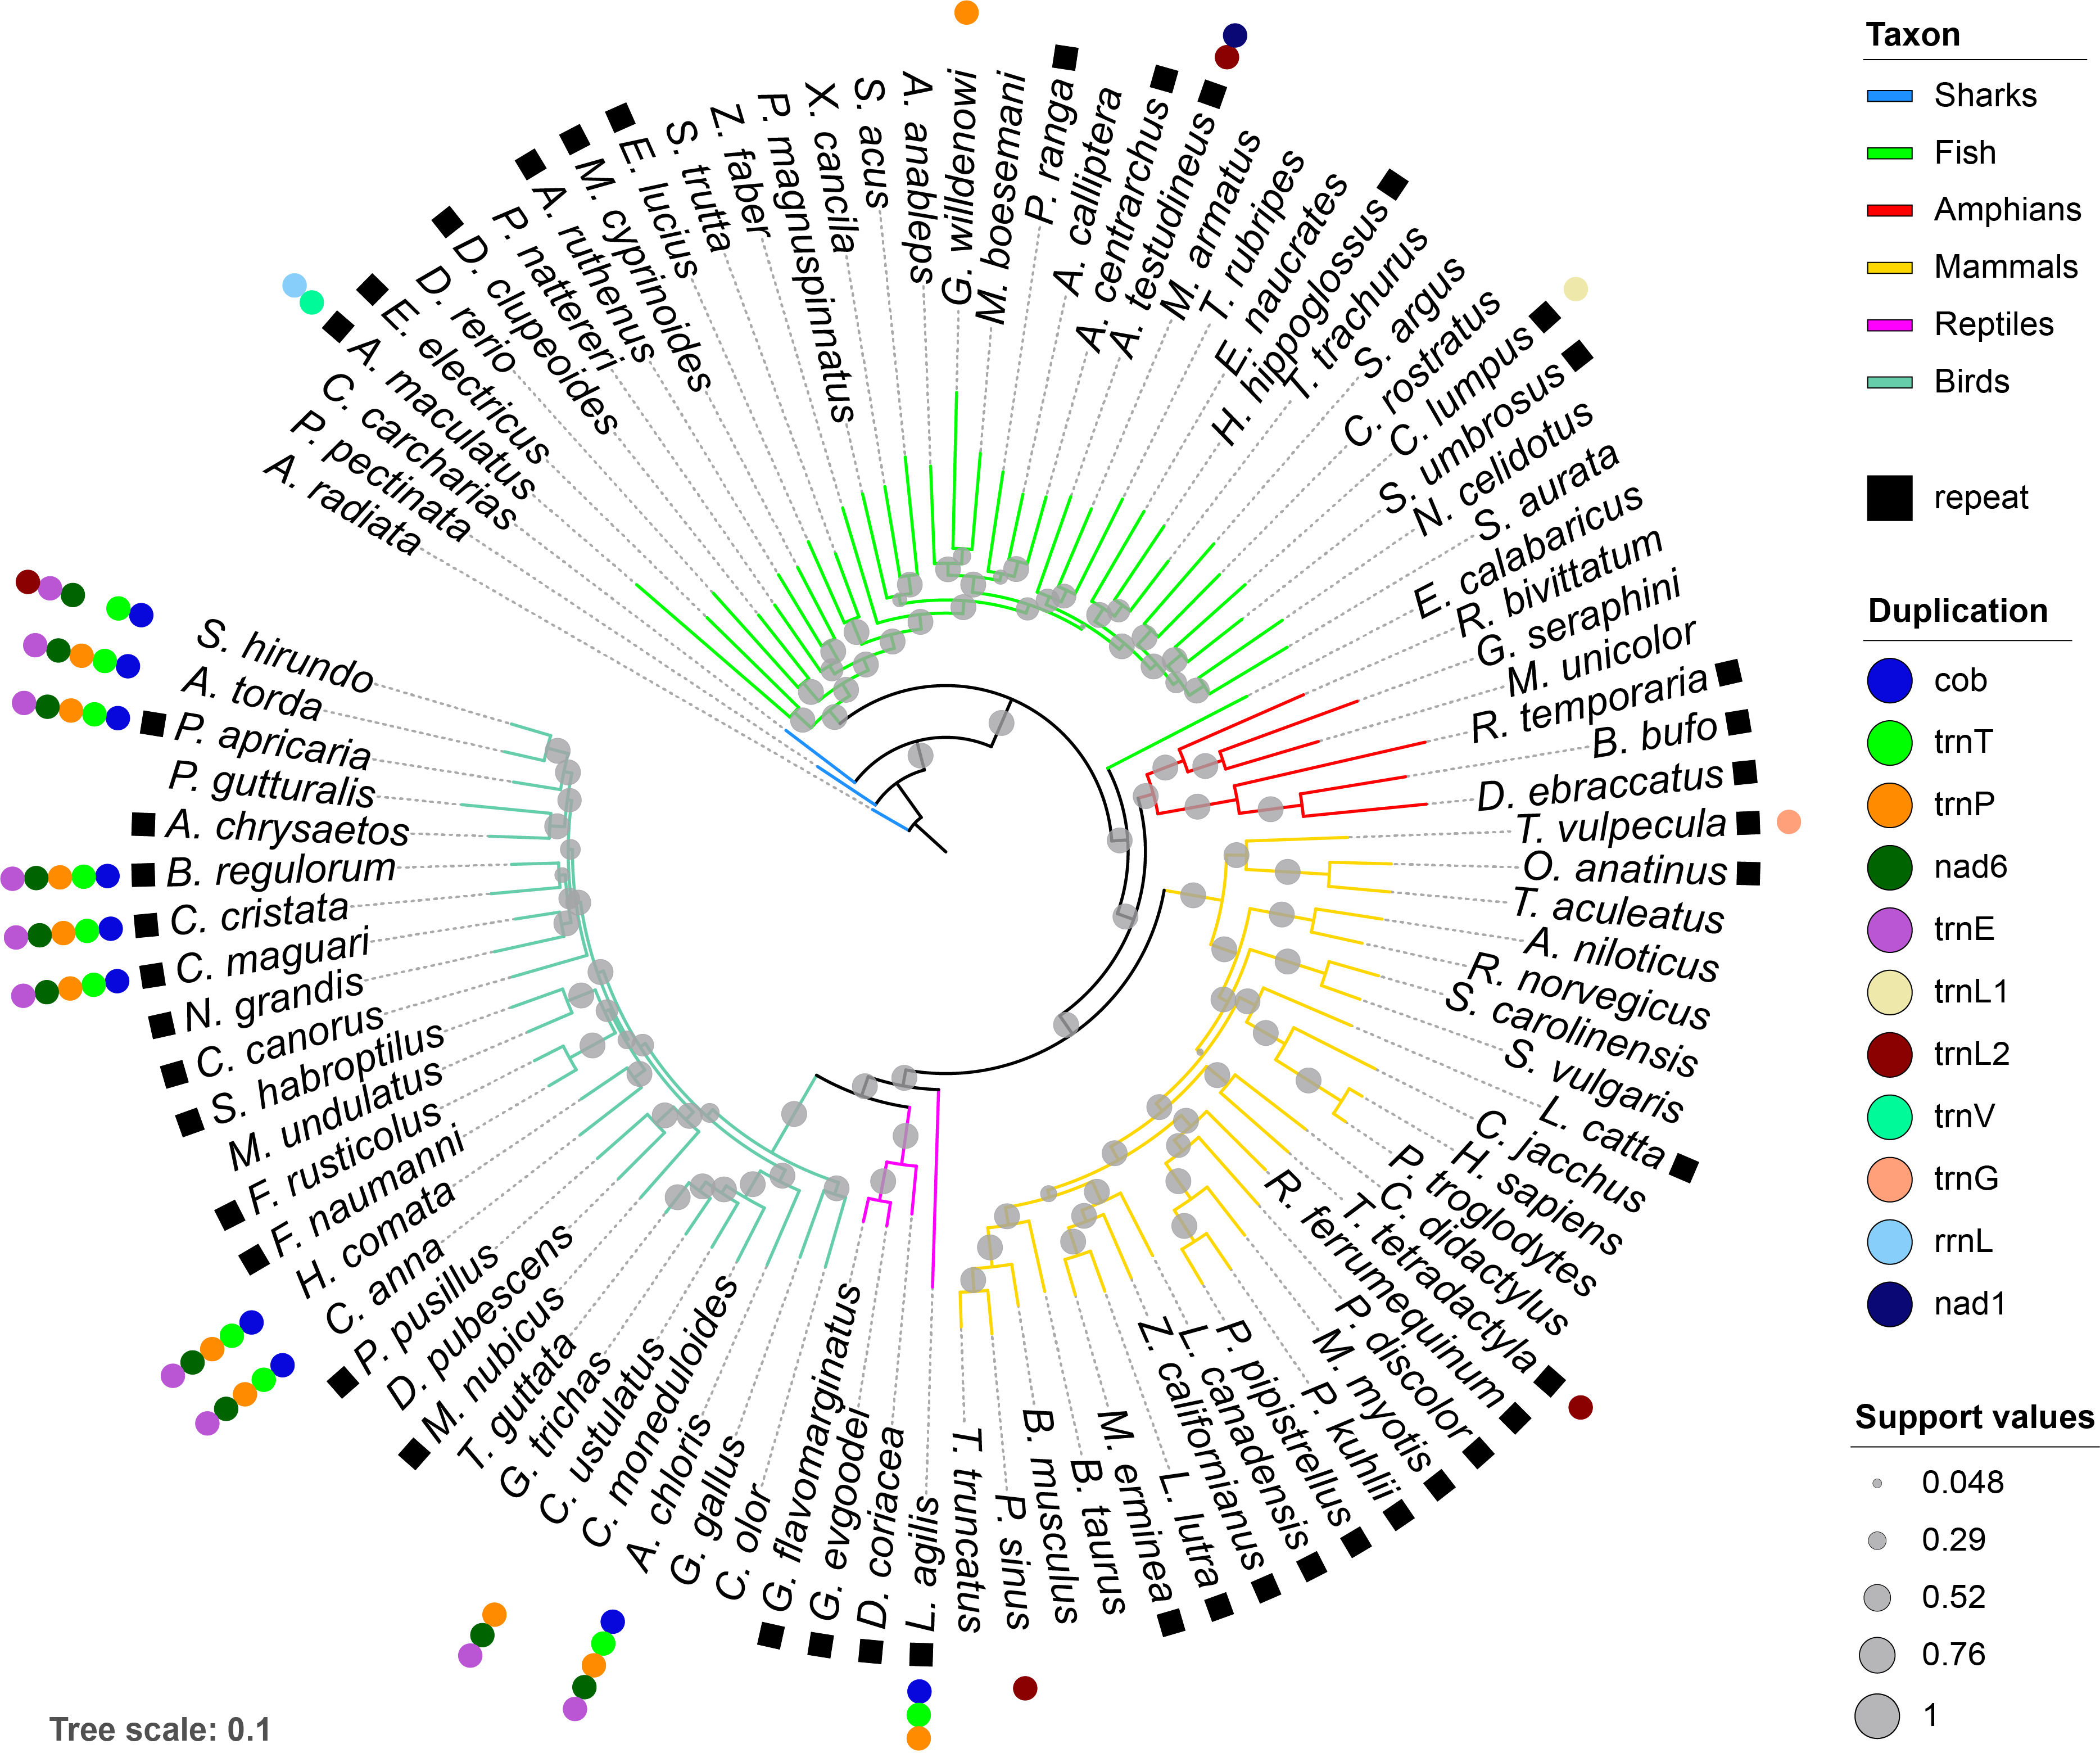 A. radiata
P. pectinata
C. carcharias
A. maculatus
E. electricus
D. rerio
D. clupeoides
P. nattereri
A. ruthenus
M. cyprinoides
E. lucius
S. trutta
Z. faber
P. magnuspinnatus
X. cancila
S. acus
A. anableps
G. willdenowi
M. boesemani
P. ranga
A. calliptera
A. centrarchus
A. testudineus
M. armatus
T. rubripes
E. naucrates
H. hippoglossus
T. trachurus
S. argus
C. rostratus
C. lumpus
S. umbrosus
N. celidotus
S. aurata
E. calabaricus
R. bivittatum
G. seraphini
M. unicolor
R. temporaria
B. bufo
D. ebraccatus
T. vulpecula
O. anatinus
T. aculeatus
A. niloticus
R. norvegicus
S. carolinensis
S. vulgaris
L. catta
C. jacchus
H. sapiens
P. troglodytes
C. didactylus
T. tetradactyla
R. ferrumequinum
P. discolor
M. myotis
P. kuhlii
P. pipistrellus
L. canadensis
Z. californianus
L. lutra
M. erminea
B. taurus
B. musculus
P. sinus
T. truncatus
L. agilis
D. coriacea
G. evgoodei
G. flavomarginatus
C. olor
G. gallus
A. chloris
C. moneduloides
C. ustulatus
G. trichas
T. guttata
M. nubicus
D. pubescens
P. pusillus
C. anna
H. comata
F. naumanni
F. rusticolus
M. undulatus
S. habroptilus
C. canorus
N. grandis
C. maguari
C. cristata
B. regulorum
A. chrysaetos
P. gutturalis
P. apricaria
A. torda
S. hirundo
Tree scale: 0.1
Taxon
Sharks
Fish
Amphians
Mammals
Reptiles
Birds
repeat
Duplication
cob
trnT
trnP
nad6
trnE
trnL1
trnL2
trnV
trnG
rrnL
nad1
Support values
0.048
0.29
0.52
0.76
1